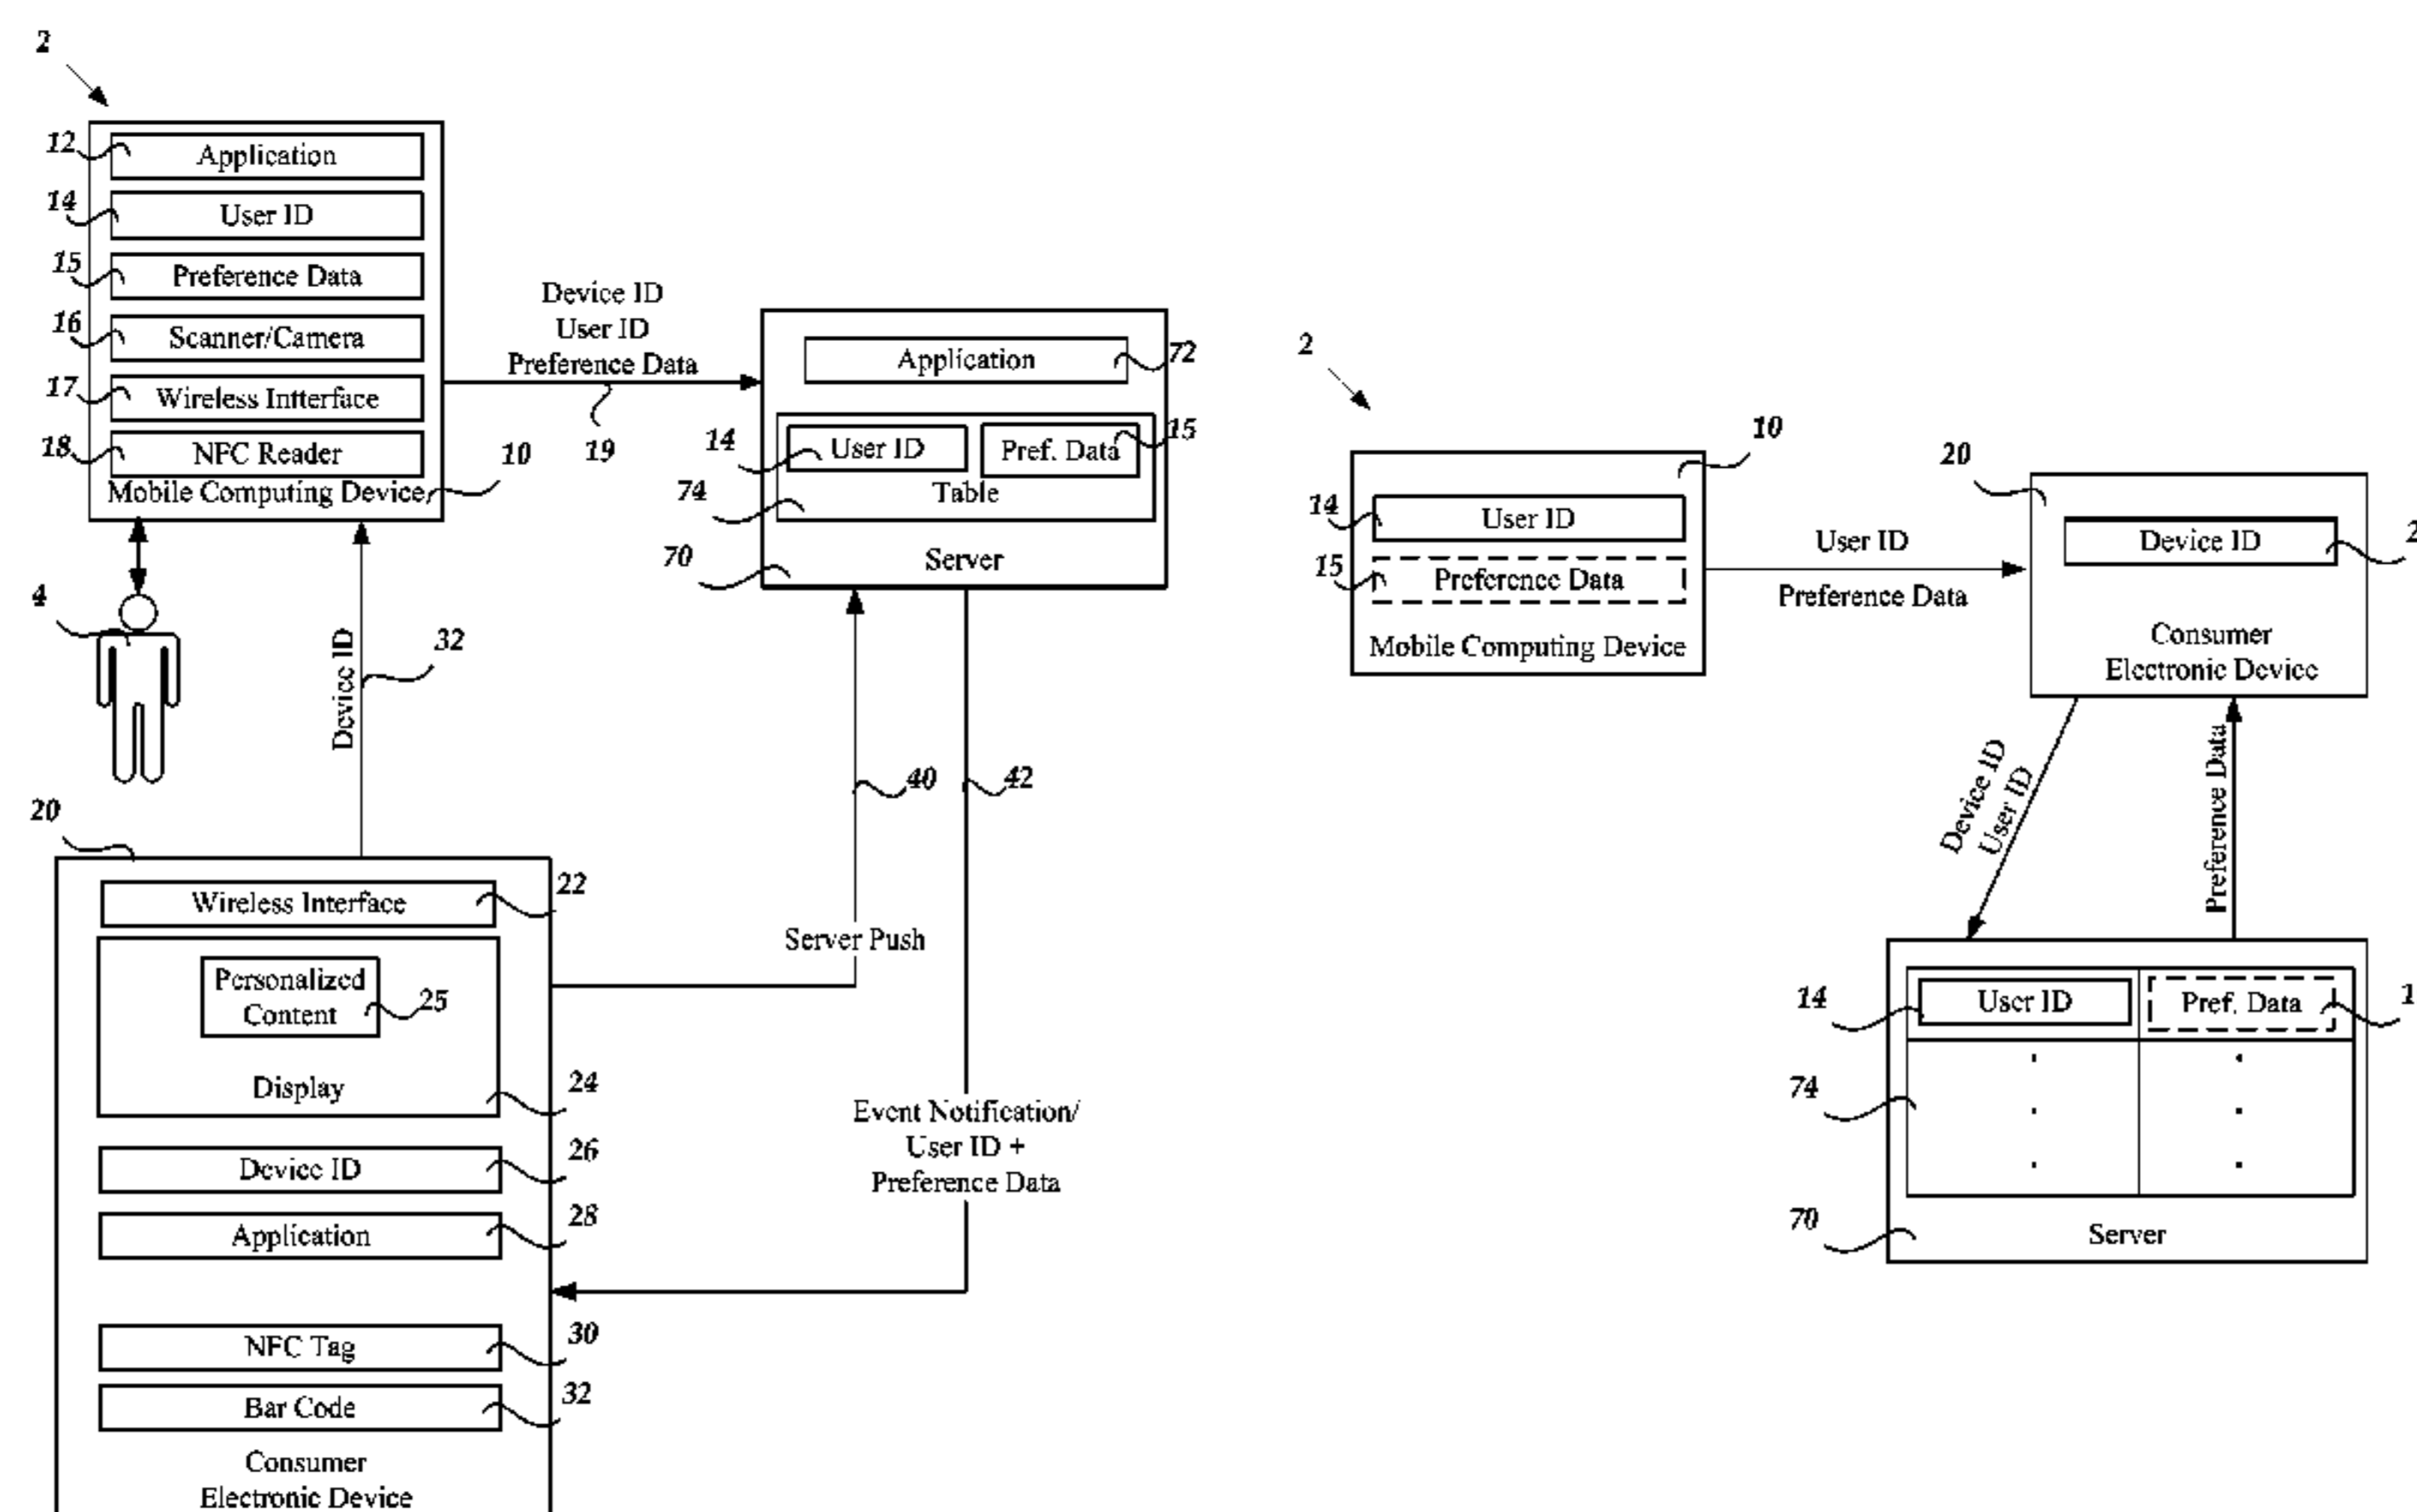 2
12
Application
14
User ID
15
Preference Data
16
Scanner/Camera
17
Wireless Intterface
18
NFC Reader
Mobile Computing Device
10
4
Device ID
32
Device ID
User ID
Preference Data
19
Application
72
14
User ID
Pref. Data
15
74
Table
70
Server
40
42
Server Push
Event Notification/
User ID +
Preference Data
20
Wireless Interface
22
Personalized
Content
25
Display
24
Device ID
26
Application
28
NFC Tag
30
Bar Code
32
Consumer
Electronic Device
2
10
14
User ID
15
Preference Data
Mobile Computing Device
User ID
Preference Data
20
Device ID
2
Consumer
Electronic Device
Device ID
User ID
Preference Data
14
User ID
Pref. Data
1
74
70
Server